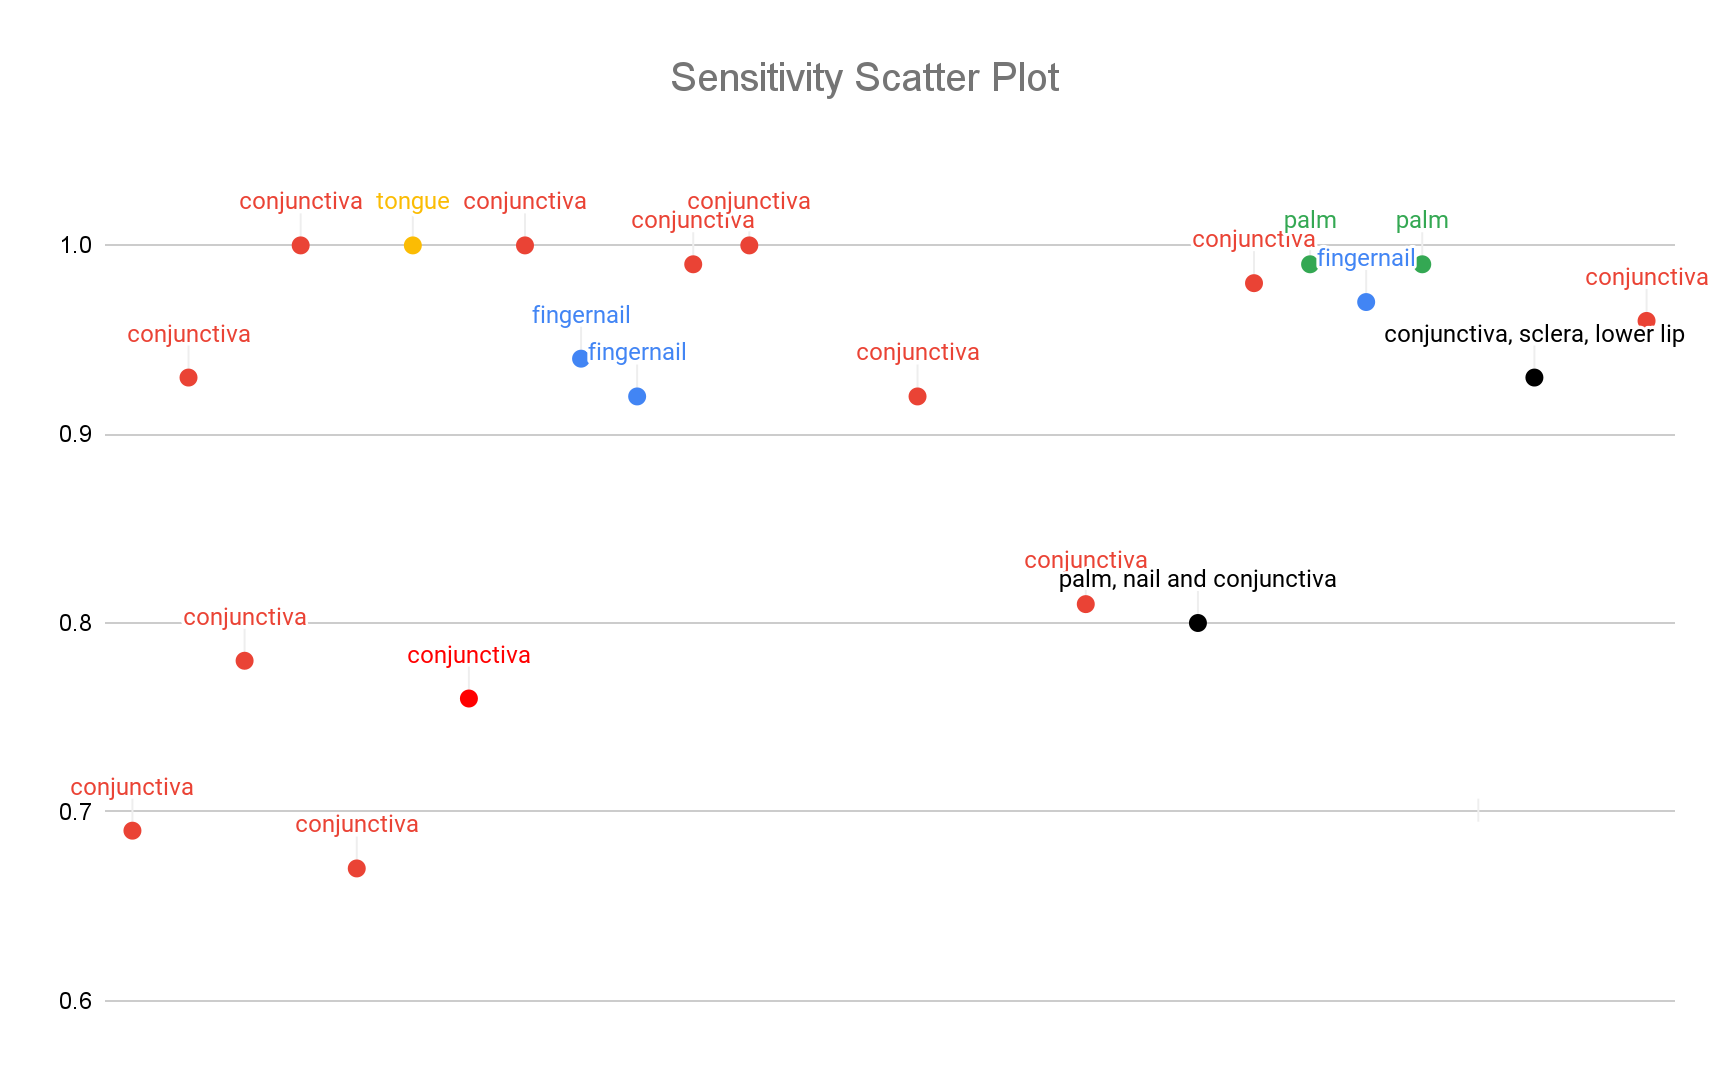 Sensitivity Scatter Plot
conjunctiva
tongue
conjunctiva
conjunctiva
conjunctiva
palm
palm
conjunctiva
1.0
fingernail
conjunctiva
fingernail
conjunctiva
conjunctiva, sclera, lower lip
fingernail
conjunctiva
0.9
conjunctiva
palm, nail and conjunctiva
conjunctiva
0.8
conjunctiva
conjunctiva
0.7
conjunctiva
0.6